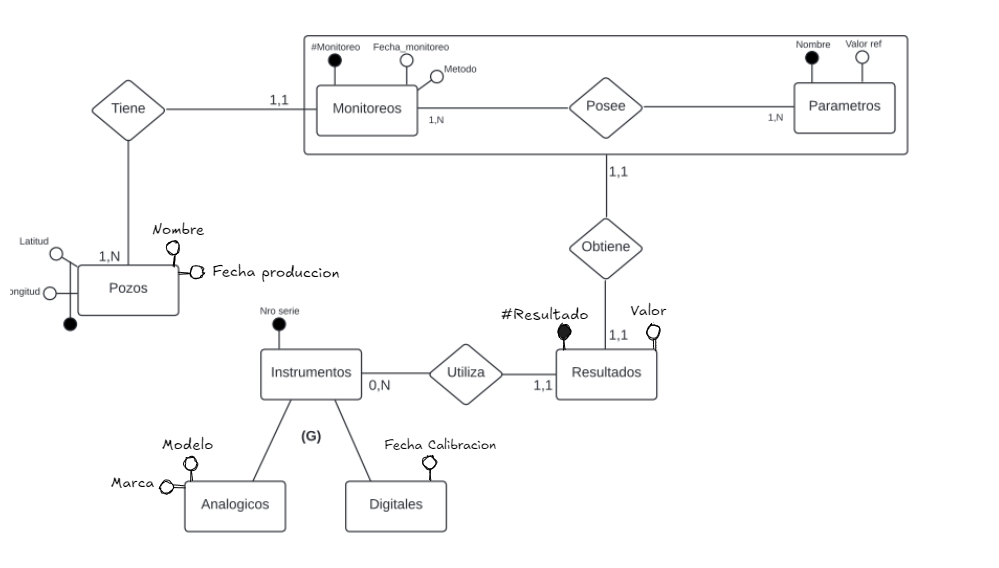 #Monitoreo
Fecha_monitoreo
Metodo
Nombre
Valor ref
Tiene
1,1
Monitoreos
1,N
Posee
1,N
Parametros
1,1
Latitud
1,N
Nombre
Fecha produccion
ongitud
Pozos
Obtiene
Nro serie
#Resultado
1,1
Valor
Instrumentos
0,N
Utiliza
1,1
Resultados
(G)
Modelo
Marca
Fecha Calibracion
Analogicos
Digitales